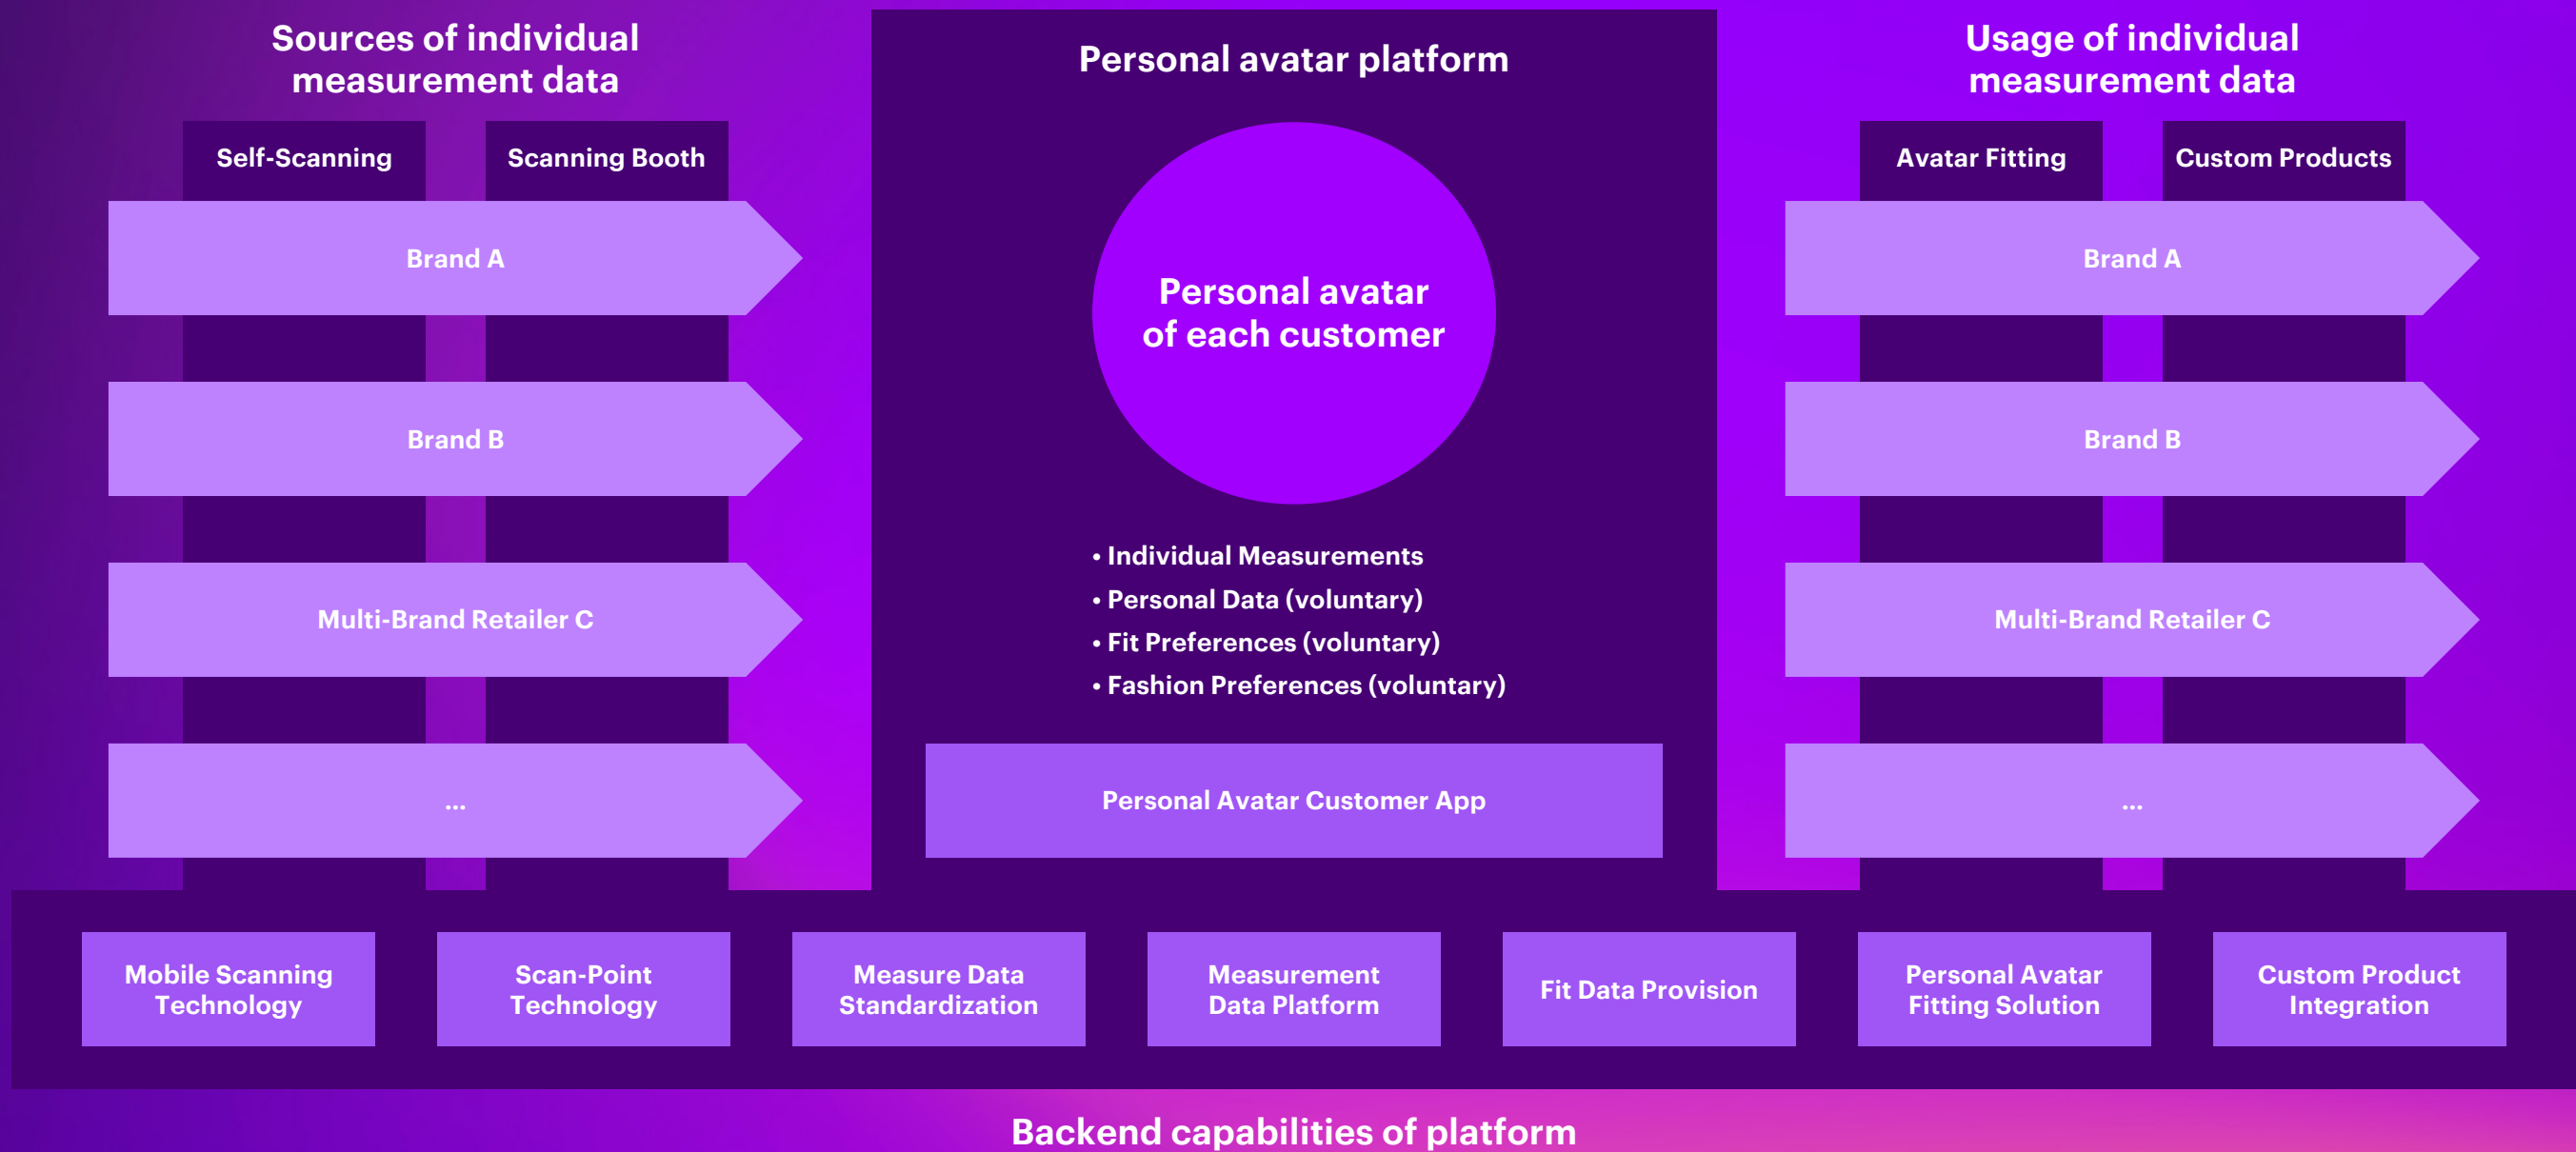 Sources of individual
measurement data
Self-Scanning
Scanning Booth
Brand A
Brand B
Multi-Brand Retailer C
...
Personal avatar platform
Personal avatar
of each customer
• Individual Measurements
• Personal Data (voluntary)
• Fit Preferences (voluntary)
• Fashion Preferences (voluntary)
Personal Avatar Customer App
Usage of individual
measurement data
Avatar Fitting
Custom Products
Brand A
Brand B
Multi-Brand Retailer C
...
Mobile Scanning
Technology
Scan-Point
Technology
Measure Data
Standardization
Measurement
Data Platform
Fit Data Provision
Personal Avatar
Fitting Solution
Custom Product
Integration
Backend capabilities of platform